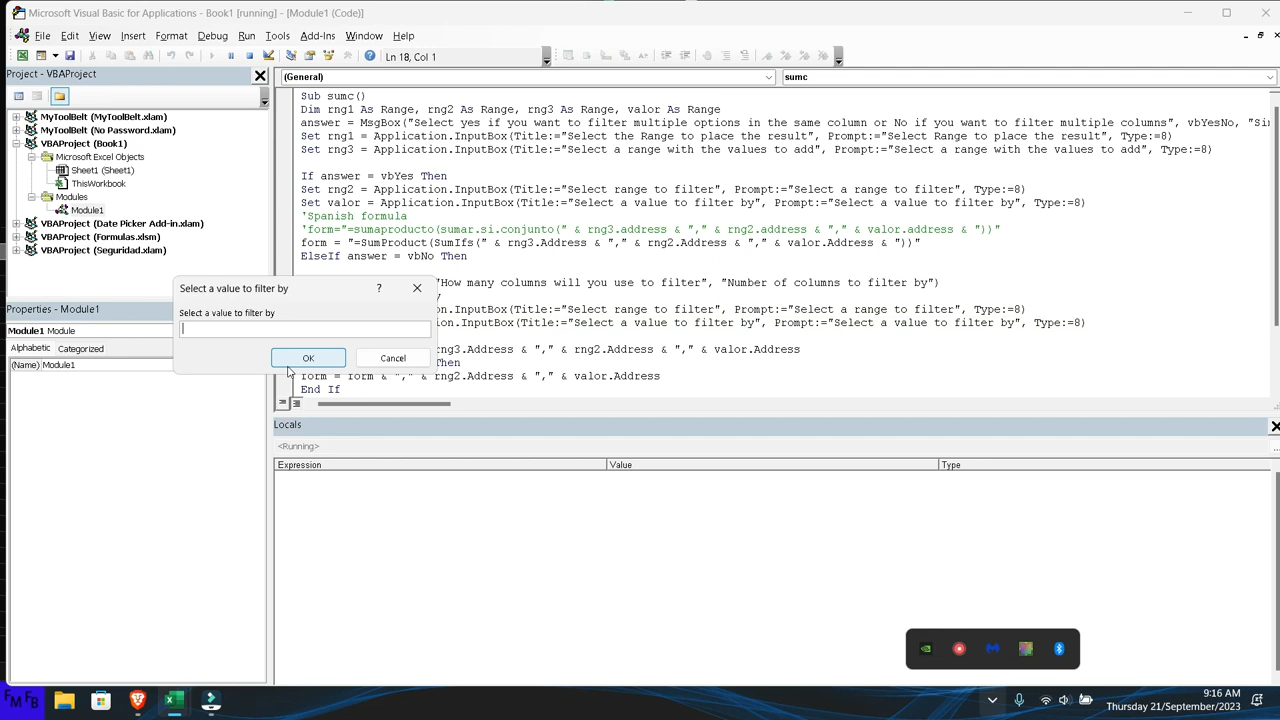 Microsoft Visual Basic for Applications - Book1 [running] - [Module1 (Code)]
File Edit View Insert Format Debug Run Tools Add-Ins Window Help
Ln 18, Col 1
Project - VBAProject
(General)
sumc
MyToolBelt (MyToolBelt.xlam)
MyToolBelt (No Password.xlam)
VBAProject (Book1)
Microsoft Excel Objects
Sheet1 (Sheet1)
ThisWorkbook
Modules
Module1
VBAProject (Date Picker Add-in.xlam)
VBAProject (Formulas.xlsm)
VBAProject (Seguridad.xlam)
Sub sumc()
Dim rng1 As Range, rng2 As Range, rng3 As Range, valor As Range
answer = MsgBox("Select yes if you want to filter multiple options in the same column or No if you want to filter multiple columns", vbYesNo, "Sin
Set rng1 = Application.InputBox(Title:="Select the Range to place the result", Prompt:="Select Range to place the result", Type:=8)
Set rng3 = Application.InputBox(Title:="Select a range with the values to add", Prompt:="Select a range with the values to add", Type:=8)
If answer = vbYes Then
Set rng2 = Application.InputBox(Title:="Select range to filter", Prompt:="Select a range to filter", Type:=8)
Set valor = Application.InputBox(Title:="Select a value to filter by", Prompt:="Select a value to filter by", Type:=8)
'Spanish formula
'form="=sumaproducto(sumar.si.conjunto(" & rng3.address & "," & rng2.address & "," & valor.address & "))"
form = "=SumProduct(SumIfs(" & rng3.Address & "," & rng2.Address & "," & valor.Address & "))"
ElseIf answer = vbNo Then
"How many columns will you use to filter", "Number of columns to filter by")
y
ion.InputBox(Title:="Select range to filter", Prompt:="Select a range to filter", Type:=8)
tion.InputBox(Title:="Select a value to filter by", Prompt:="Select a value to filter by", Type:=8)
rng3.Address & "," & rng2.Address & "," & valor.Address
Then
form = form & "," & rng2.Address & "," & valor.Address
End If
Select a value to filter by
?
Select a value to filter by
OK
Cancel
Properties - Module1
Module1 Module
Alphabetic Categorized
(Name) Module1
Locals
<Running>
Expression Value Type
FM FB
9:16 AM
Thursday 21/September/2023